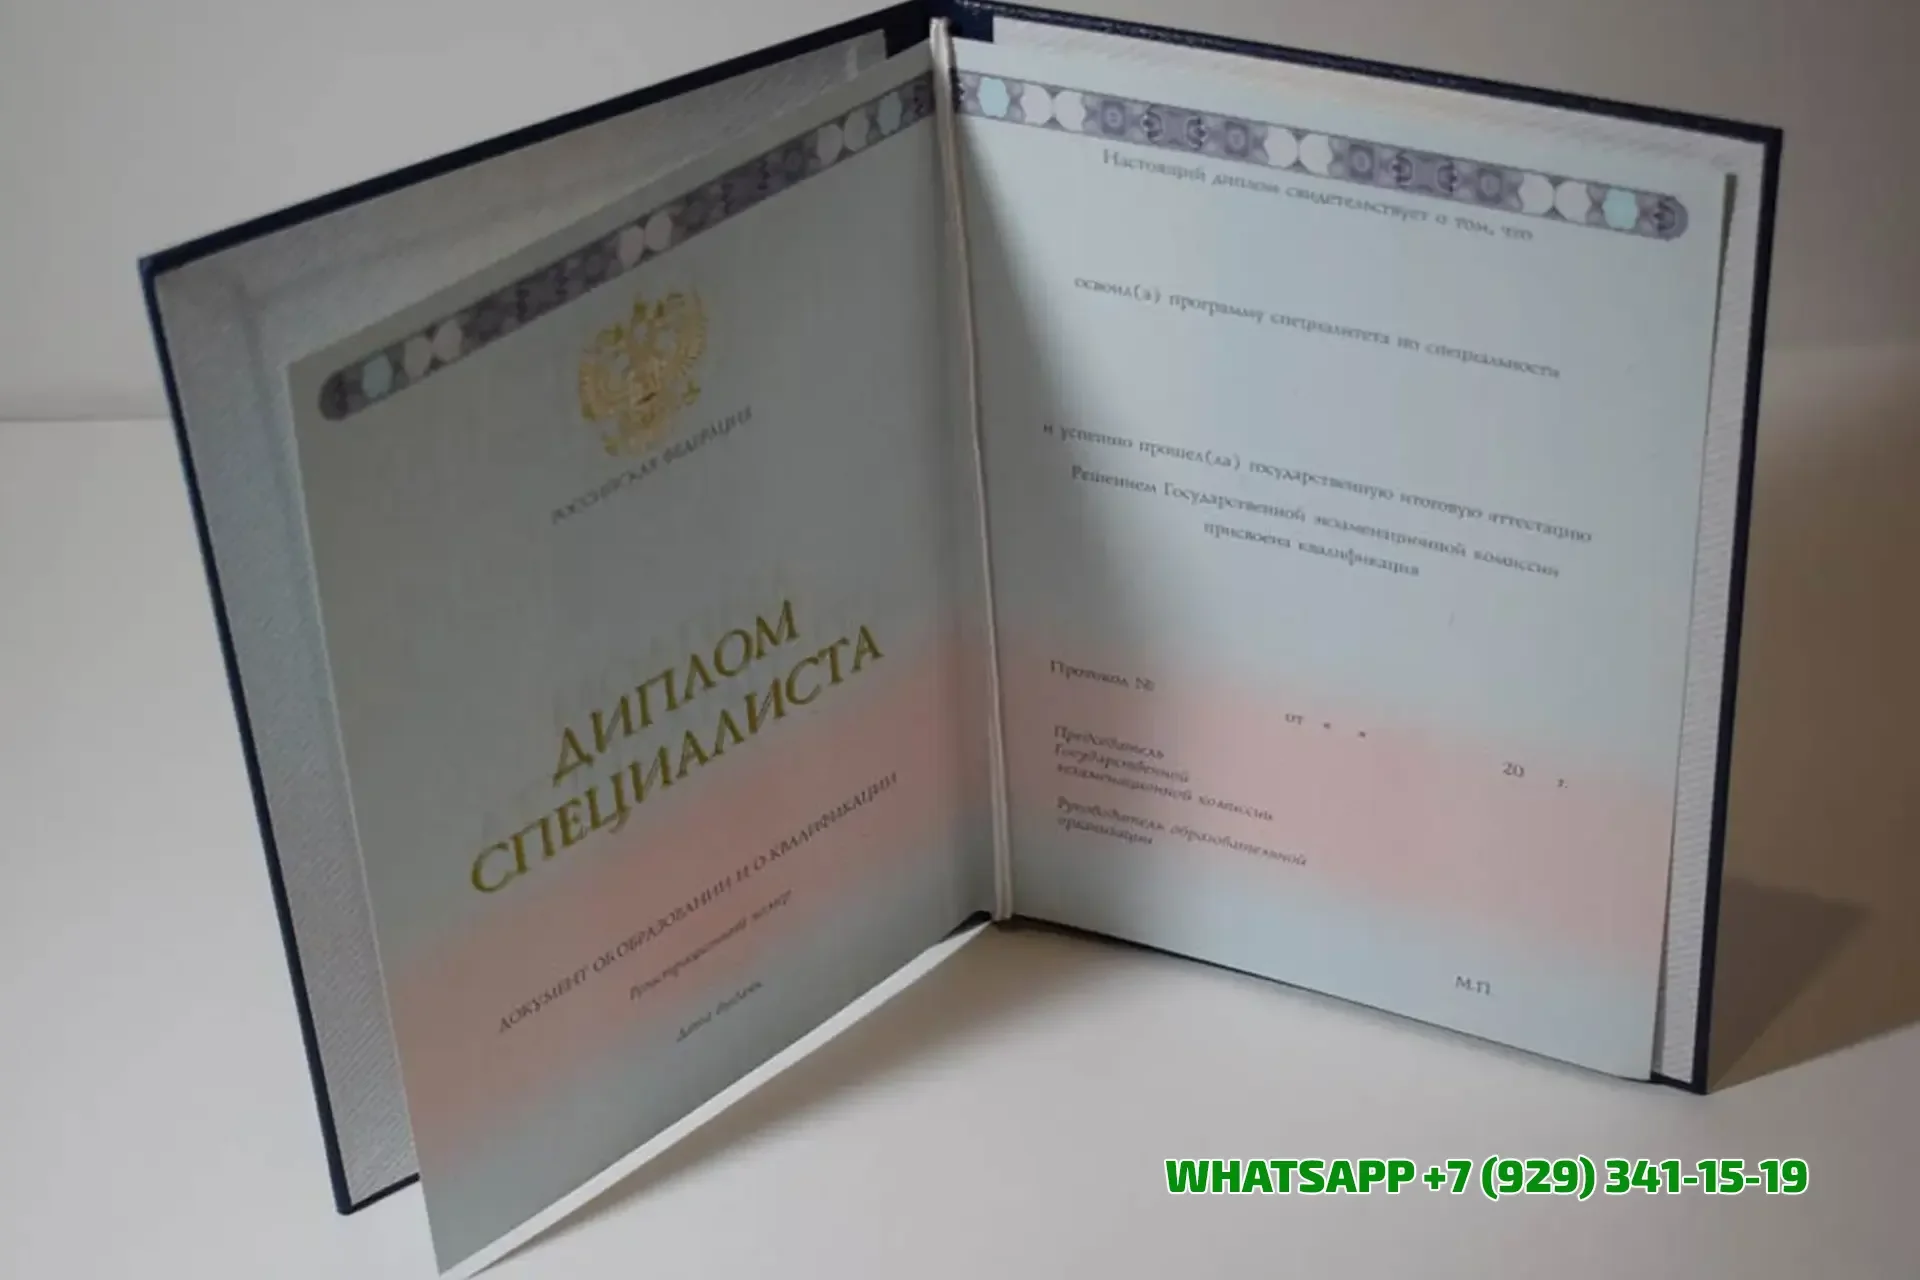 РОССИЙСКАЯ ФЕДЕРАЦИЯ
ДИПЛОМ
СПЕЦИАЛИСТА
ДОКУМЕНТ ОБ ОБРАЗОВАНИИ И О КВАЛИФИКАЦИИ
Регистрационный номер
Дата выдачи
Настоящий диплом свидетельствует о том, что
освоил(а) программу специалитета по специальности
и успешно прошел(ла) государственную итоговую аттестацию
Решением Государственной экзаменационной комиссии
присвоена квалификация
Протокол №
от « »
20 г.
Председатель
Государственной
экзаменационной комиссии
Руководитель образовательной
организации
М.П.
WHATSAPP +7 (929) 341-15-19